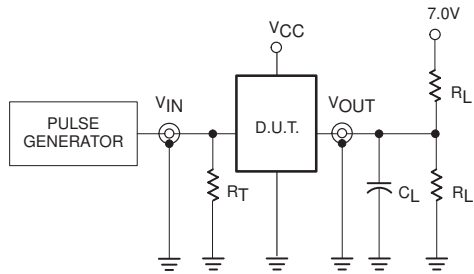 7.0V
VCC
RL
VIN
VOUT
PULSE
GENERATOR
D.U.T.
RT
CL
RL